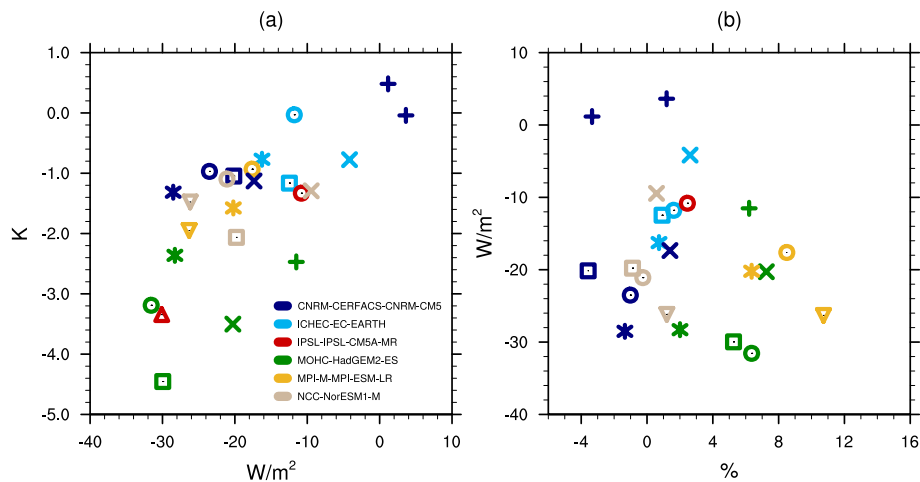 (a)
(b)
1.0
0.0
-1.0
-2.0
-3.0
-4.0
-5.0
K
-40 -30 -20 -10 0 10
W/m²
CNRM-CERFACS-CNRM-CM5
ICHEC-EC-EARTH
IPSL-IPSL-CM5A-MR
MOHC-HadGEM2-ES
MPI-M-MPI-ESM-LR
NCC-NorESM1-M
10
0
-10
-20
-30
-40
W/m²
-4 0 4 8 12 16
%